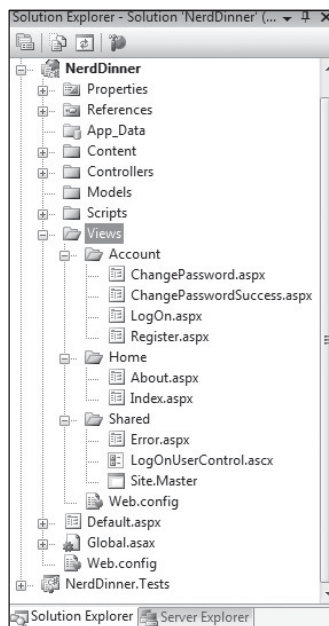 Solution Explorer - Solution 'NerdDinner' (...
NerdDinner
Properties
References
App_Data
Content
Controllers
Models
Scripts
Views
Account
ChangePassword.aspx
ChangePasswordSuccess.aspx
LogOn.aspx
Register.aspx
Home
About.aspx
Index.aspx
Shared
Error.aspx
LogOnUserControl.ascx
Site.Master
Web.config
Default.aspx
Global.asax
Web.config
NerdDinner.Tests
Solution Explorer Server Explorer